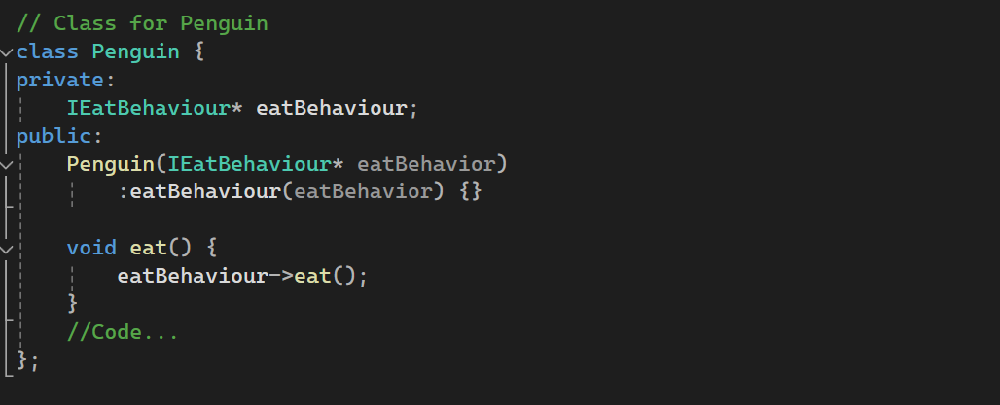 // Class for Penguin
class Penguin {
private:
IEatBehaviour* eatBehaviour;
public:
Penguin(IEatBehaviour* eatBehavior)
:eatBehaviour(eatBehavior) {}
void eat() {
eatBehaviour->eat();
}
//Code...
};